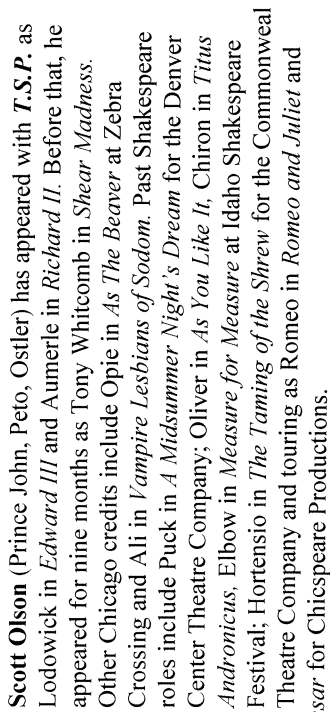 Scott Olson (Prince John, Peto, Ostler) has appeared with T.S.P. as
Lodowick in Edward III and Aumerle in Richard II. Before that, he
appeared for nine months as Tony Whitcomb in Shear Madness.
Other Chicago credits include Opie in As The Beaver at Zebra
Crossing and Ali in Vampire Lesbians of Sodom. Past Shakespeare
roles include Puck in A Midsummer Night's Dream for the Denver
Center Theatre Company; Oliver in As You Like It, Chiron in Titus
Andronicus, Elbow in Measure for Measure at Idaho Shakespeare
Festival; Hortensio in The Taming of the Shrew for the Commonweal
Theatre Company and touring as Romeo in Romeo and Juliet and
sar for Chicspeare Productions.